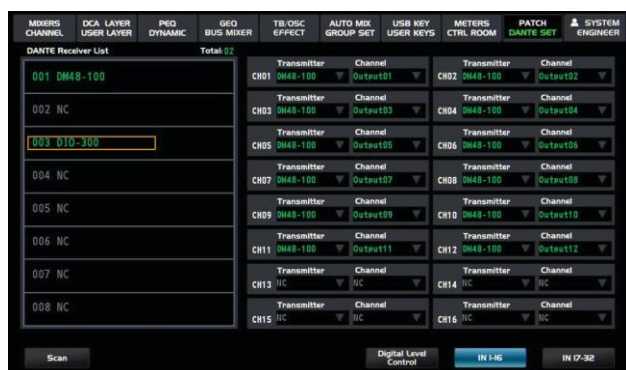 MIXERS DCA LAYER PEQ GEQ TB/OSC AUTO MIX USB KEY METERS PATCH SYSTEM
CHANNEL USER LAYER DYNAMIC BUS MIXER EFFECT GROUP SET USER KEYS CTRL ROOM DANTE SET ENGINEER
DANTE Receiver List Total: 02
001 DM48-100
002 NC
003 DIO-300
004 NC
005 NC
006 NC
007 NC
008 NC
Transmitter Channel Transmitter Channel
CH01 DM48-100 Output01 CH02 DM48-100 Output02
Transmitter Channel Transmitter Channel
CH03 DM48-100 Output03 CH04 DM48-100 Output04
Transmitter Channel Transmitter Channel
CH05 DM48-100 Output05 CH06 DM48-100 Output06
Transmitter Channel Transmitter Channel
CH07 DM48-100 Output07 CH08 DM48-100 Output08
Transmitter Channel Transmitter Channel
CH09 DM48-100 Output09 CH10 DM48-100 Output10
Transmitter Channel Transmitter Channel
CH11 DM48-100 Output11 CH12 DM48-100 Output12
Transmitter Channel Transmitter Channel
CH13 NC NC CH14 NC NC
Transmitter Channel Transmitter Channel
CH15 NC NC CH16 NC NC
Scan
Digital Level
Control
IN 1-16
IN 17-32